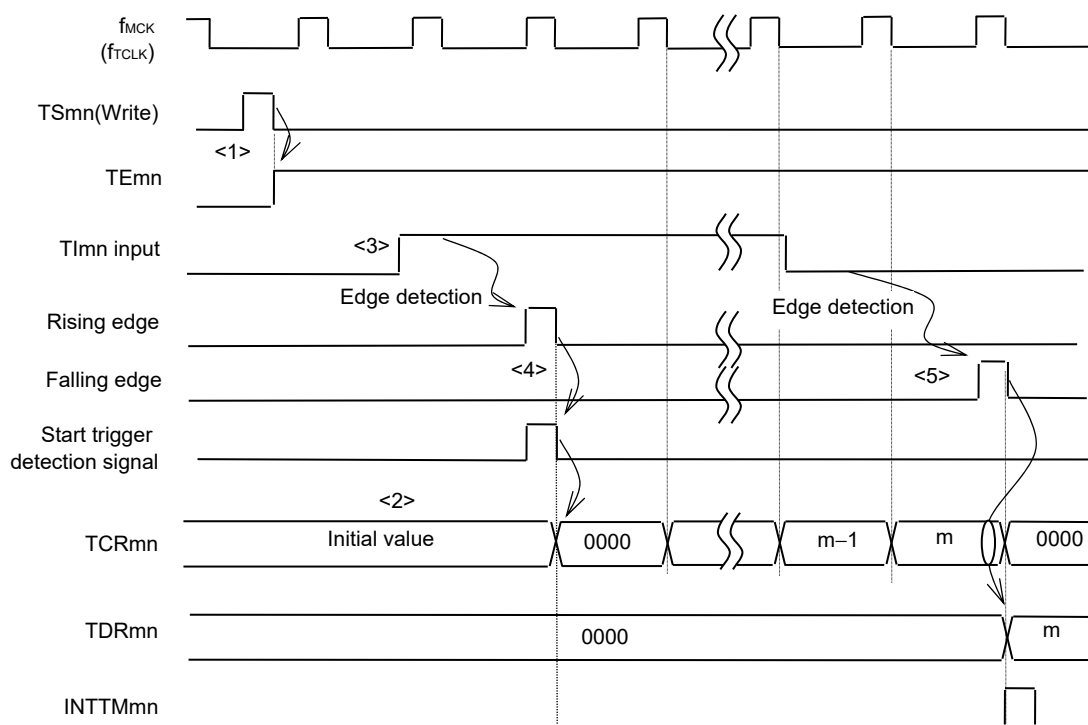 fMCK
(fTCLK)
TSmn(Write)
<1>
TEmn
TImn input
<3>
Edge detection
Edge detection
Rising edge
<4>
Falling edge
<5>
Start trigger
detection signal
<2>
TCRmn
Initial value
0000
m−1
m
0000
TDRmn
0000
m
INTTMmn